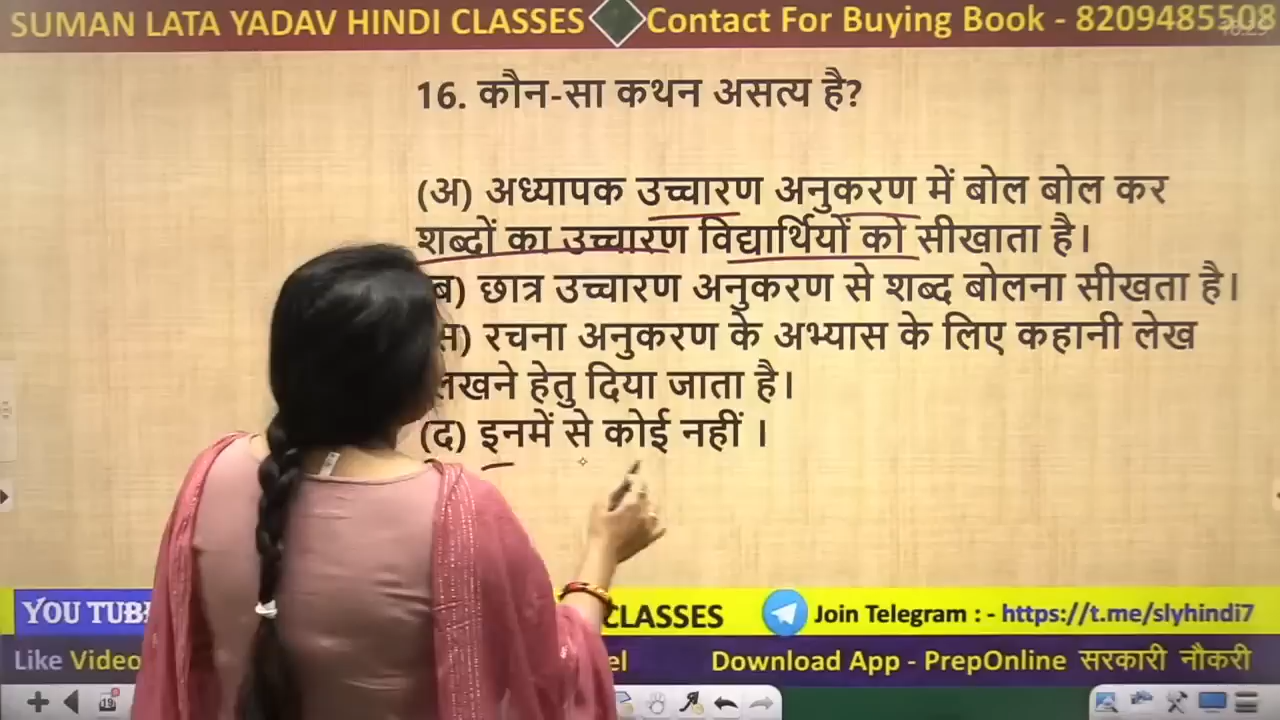 SUMAN LATA YADAV HINDI CLASSES Contact For Buying Book - 8209485508
16. कौन-सा कथन असत्य है?
(अ) अध्यापक उच्चारण अनुकरण में बोल बोल कर
शब्दों का उच्चारण विद्यार्थियों को सीखाता है।
ब) छात्र उच्चारण अनुकरण से शब्द बोलना सीखता है।
स) रचना अनुकरण के अभ्यास के लिए कहानी लेख
हेतु दिया जाता है।
(द) इनमें से कोई नहीं ।
YOU TUB CLASSES Join Telegram : - https://t.me/slyhindi7
Like Video Download App - PrepOnline सरकारी नौकरी
19